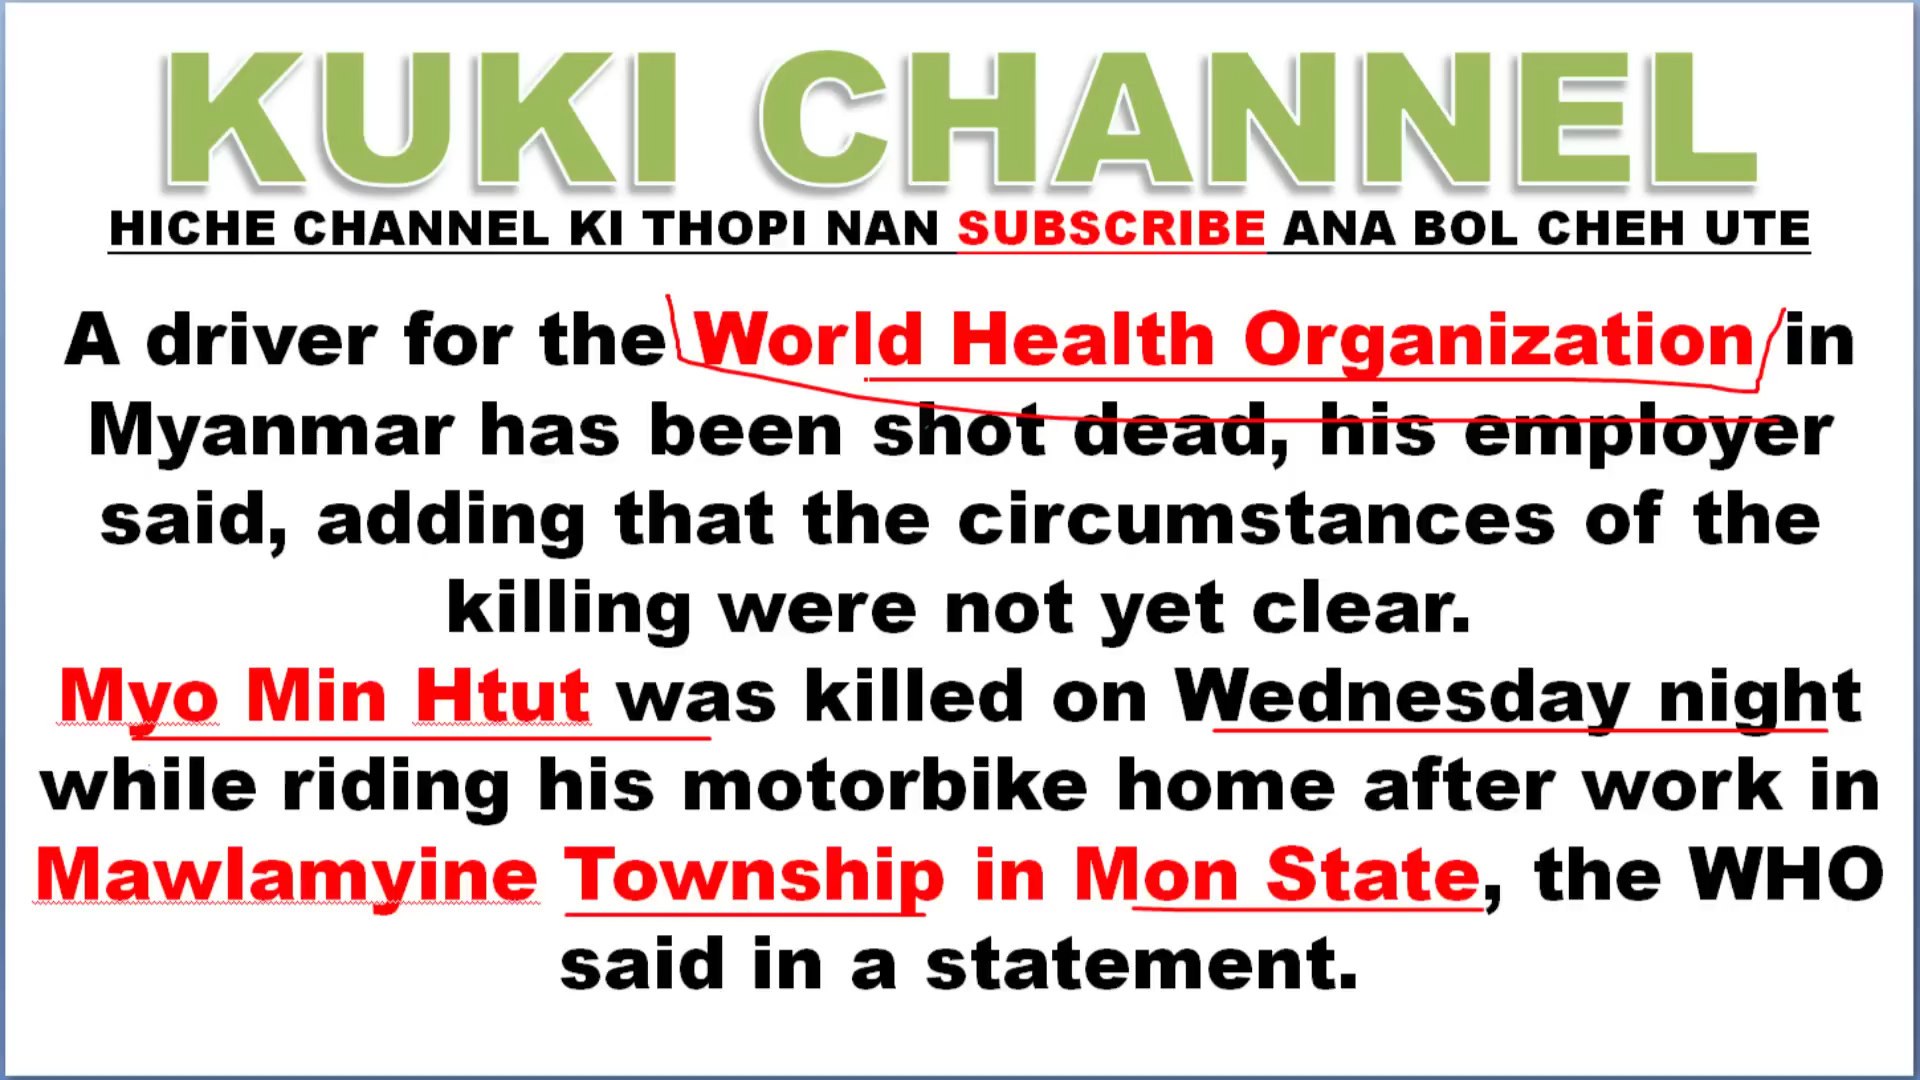 KUKI CHANNEL
HICHE CHANNEL KI THOPI NAN SUBSCRIBE ANA BOL CHEH UTE
A driver for the World Health Organization in
Myanmar has been shot dead, his employer
said, adding that the circumstances of the
killing were not yet clear.
Myo Min Htut was killed on Wednesday night
while riding his motorbike home after work in
Mawlamyine Township in Mon State, the WHO
said in a statement.